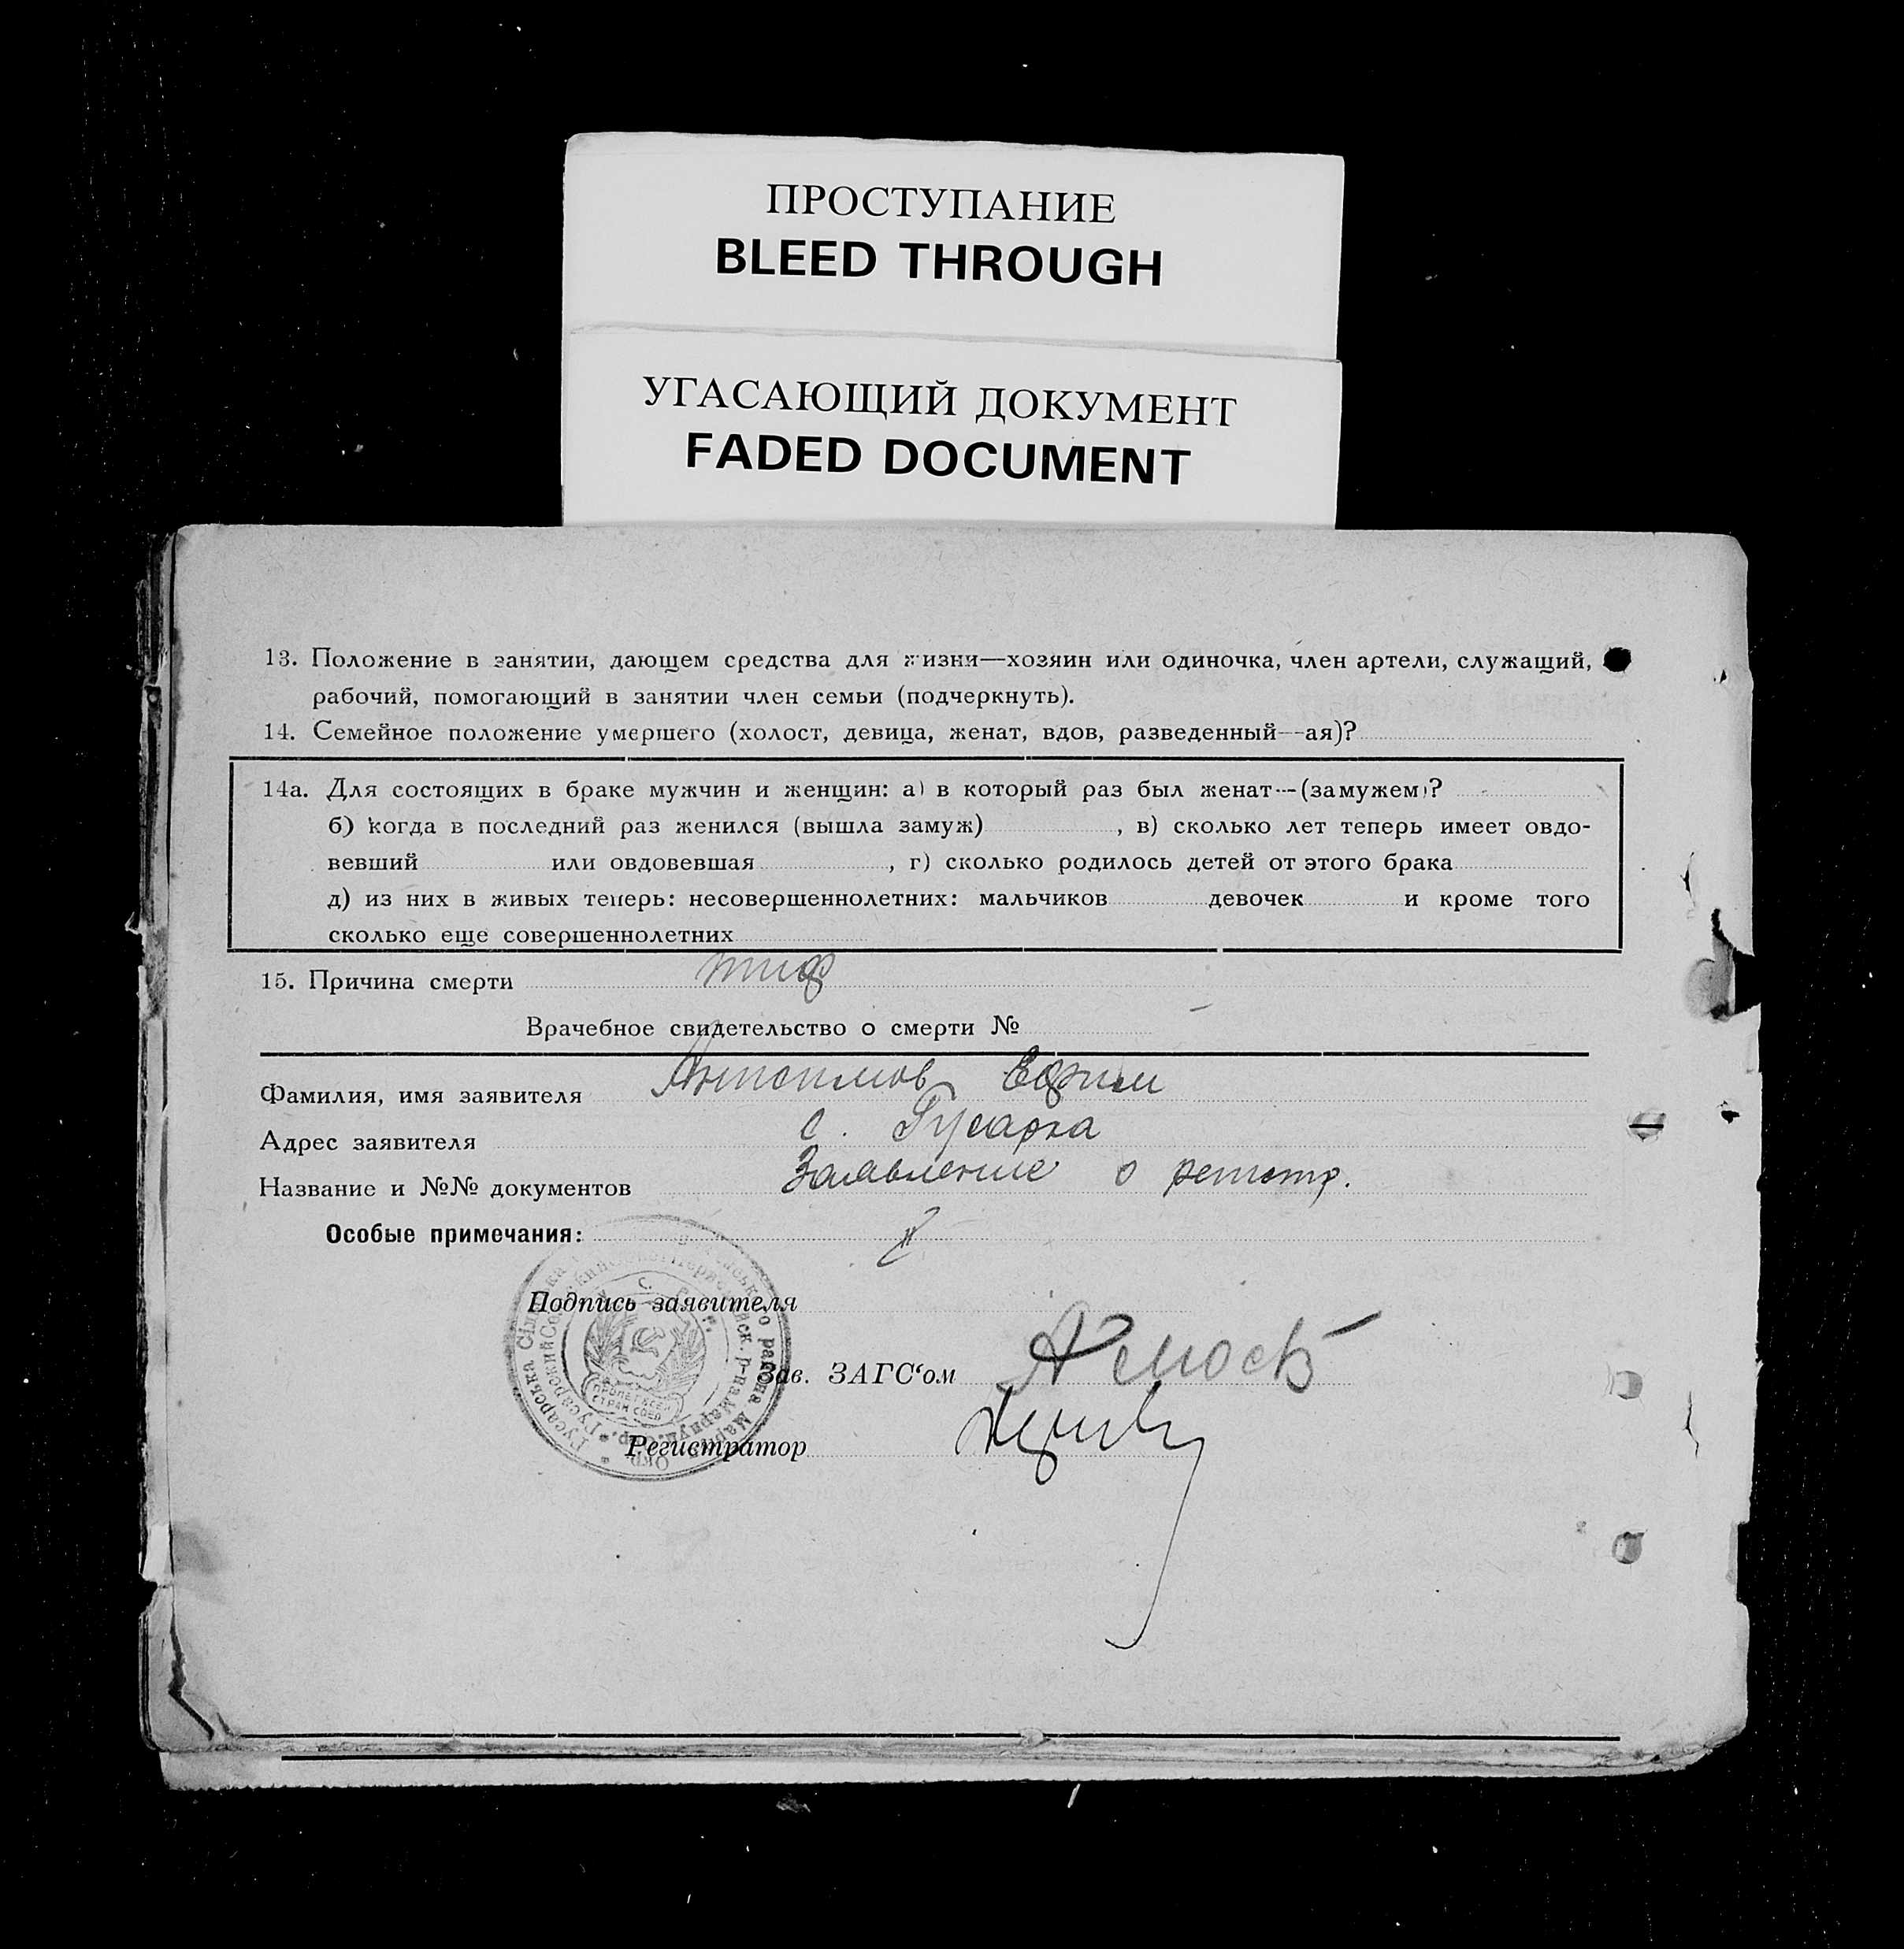 ПРОСТУПАНИЕ
BLEED THROUGH
УГАСАЮЩИЙ ДОКУМЕНТ
FADED DOCUMENT
13. Положение в занятии, дающем средства для жизни—хозяин или одиночка, член артели, служащий,
рабочий, помогающий в занятии член семьи (подчеркнуть).
14. Семейное положение умершего (холост, девица, женат, вдов, разведенный—ая)?
14а. Для состоящих в браке мужчин и женщин: а) в который раз был женат—(замужем)?
б) когда в последний раз женился (вышла замуж) , в) сколько лет теперь имеет овдо-
вевший или овдовевшая , г) сколько родилось детей от этого брака
д) из них в живых теперь: несовершеннолетних: мальчиков девочек и кроме того
сколько еще совершеннолетних
15. Причина смерти тиф
Врачебное свидетельство о смерти № —
Фамилия, имя заявителя Анисимов Ефим
Адрес заявителя с. Гусарка
Название и №№ документов Заявление о регистр.
Особые примечания:
Подпись заявителя
Зав. ЗАГС‘ом
Регистратор